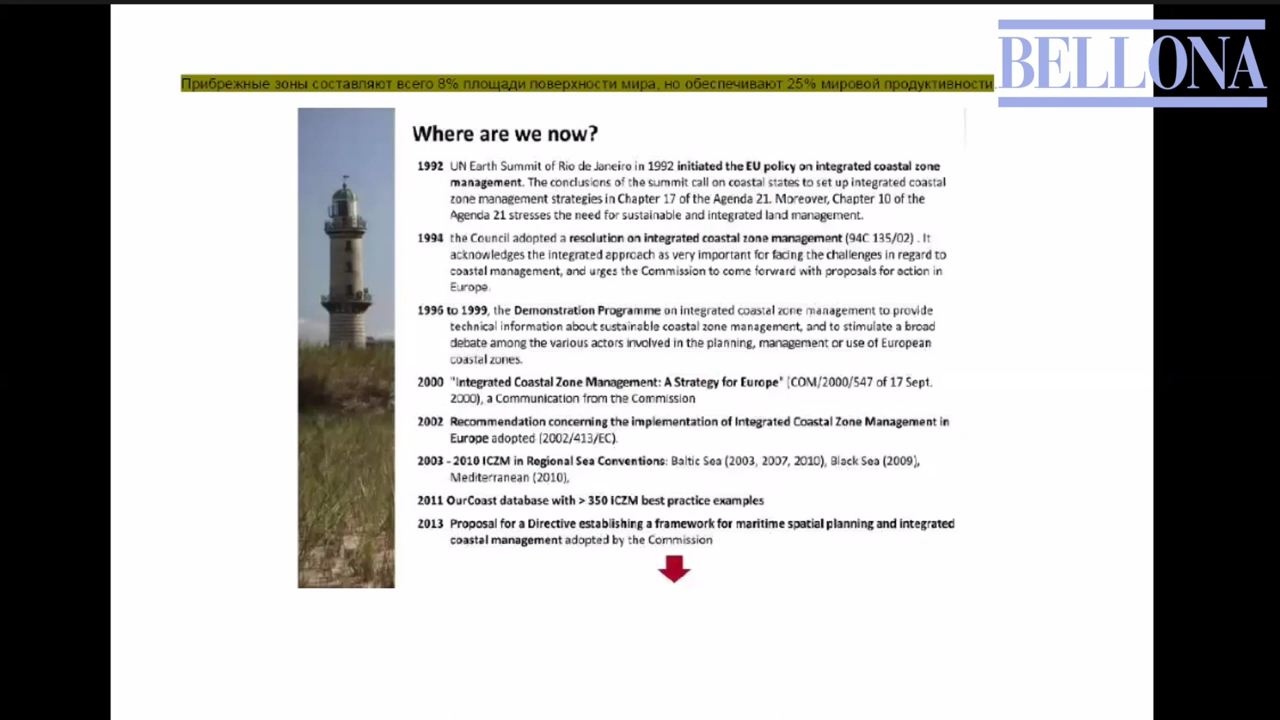 BELLONA
Прибрежные зоны составляют всего 8% площади поверхности мира, но обеспечивают 25% мировой продуктивности.
Where are we now?
1992 UN Earth Summit of Rio de Janeiro in 1992 initiated the EU policy on integrated coastal zone
management. The conclusions of the summit call on coastal states to set up integrated coastal
zone management strategies in Chapter 17 of the Agenda 21. Moreover, Chapter 10 of the
Agenda 21 stresses the need for sustainable and integrated land management.
1994 the Council adopted a resolution on integrated coastal zone management (94C 135/02) . It
acknowledges the integrated approach as very important for facing the challenges in regard to
coastal management, and urges the Commission to come forward with proposals for action in
Europe.
1996 to 1999, the Demonstration Programme on integrated coastal zone management to provide
technical information about sustainable coastal zone management, and to stimulate a broad
debate among the various actors involved in the planning, management or use of European
coastal zones.
2000 "Integrated Coastal Zone Management: A Strategy for Europe" (COM/2000/547 of 17 Sept.
2000), a Communication from the Commission
2002 Recommendation concerning the implementation of Integrated Coastal Zone Management in
Europe adopted (2002/413/EC).
2003 - 2010 ICZM in Regional Sea Conventions: Baltic Sea (2003, 2007, 2010), Black Sea (2009),
Mediterranean (2010),
2011 OurCoast database with > 350 ICZM best practice examples
2013 Proposal for a Directive establishing a framework for maritime spatial planning and integrated
coastal management adopted by the Commission